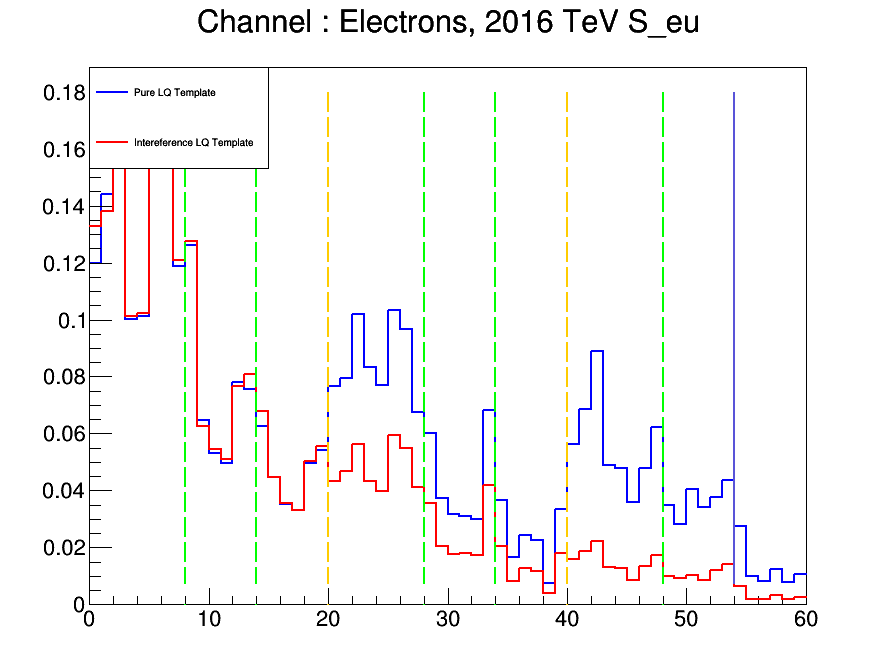 Channel : Electrons, 2016 TeV S_eu
Pure LQ Template
Intereference LQ Template
0.18
0.16
0.14
0.12
0.1
0.08
0.06
0.04
0.02
0
0 10 20 30 40 50 60